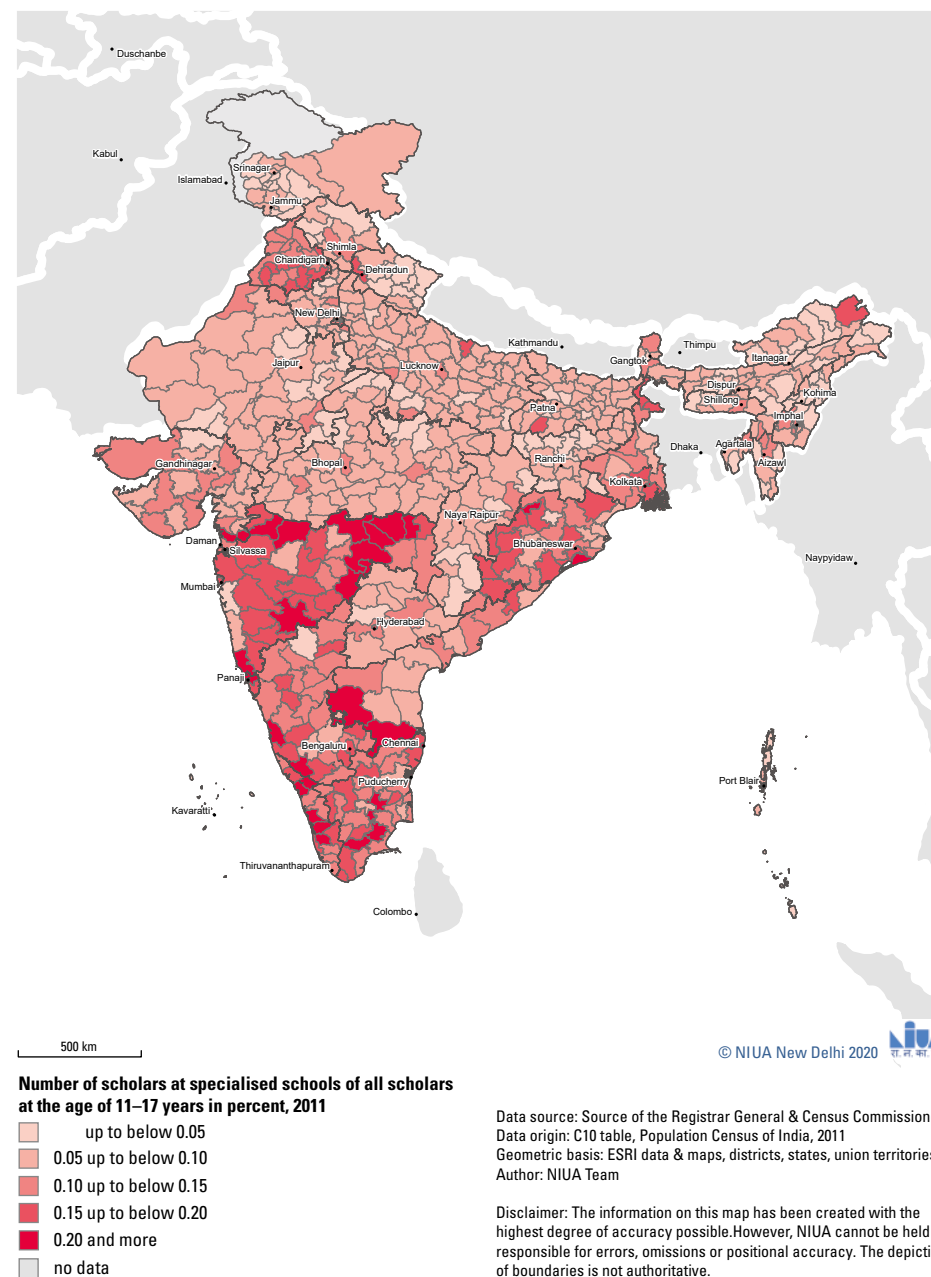 Duschanbe
Kabul
Islamabad
Srinagar
Jammu
Shimla
Chandigarh
Dehradun
New Delhi
Jaipur
Lucknow
Kathmandu
Thimpu
Gangtok
Itanagar
Dispur
Shillong
Kohima
Imphal
Patna
Dhaka
Agartala
Aizawl
Gandhinagar
Bhopal
Ranchi
Kolkata
Naya Raipur
Daman
Silvassa
Bhubaneswar
Naypyidaw
Mumbai
Hyderabad
Panaji
Bengaluru
Chennai
Puducherry
Port Blair
Kavaratti
Thiruvananthapuram
Colombo
500 km
© NIUA New Delhi 2020
रा. न. का.
Number of scholars at specialised schools of all scholars
at the age of 11–17 years in percent, 2011
up to below 0.05
0.05 up to below 0.10
0.10 up to below 0.15
0.15 up to below 0.20
0.20 and more
no data
Data source: Source of the Registrar General & Census Commission
Data origin: C10 table, Population Census of India, 2011
Geometric basis: ESRI data & maps, districts, states, union territories
Author: NIUA Team
Disclaimer: The information on this map has been created with the
highest degree of accuracy possible.However, NIUA cannot be held
responsible for errors, omissions or positional accuracy. The depicti
of boundaries is not authoritative.